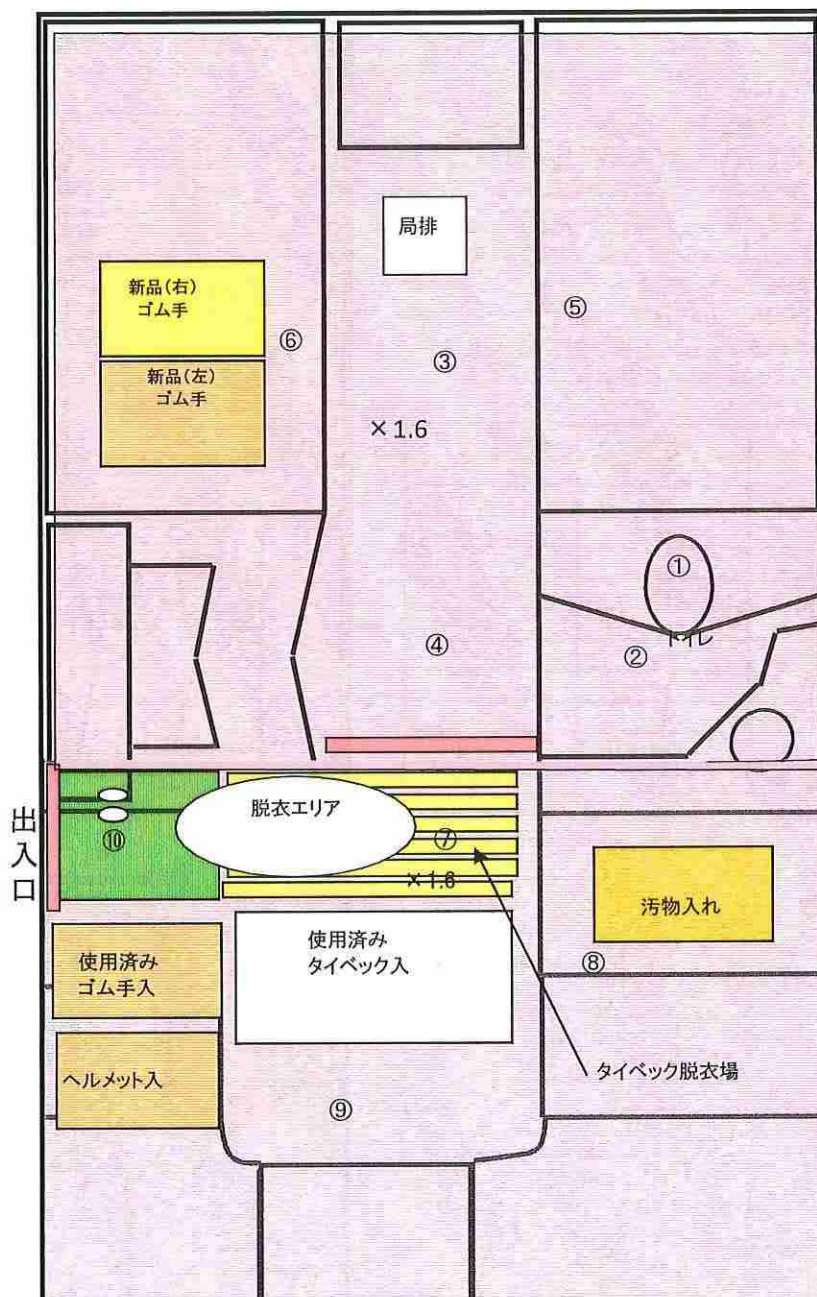 局排
新品(右)
ゴム手
⑤
⑥
③
新品(左)
ゴム手
×1.6
①
④
②
トイレ
出入口
脱衣エリア
⑩
⑦
×1.6
汚物入れ
使用済み
ゴム手入
使用済み
タイベック入
⑧
ヘルメット入
タイベック脱衣場
⑨